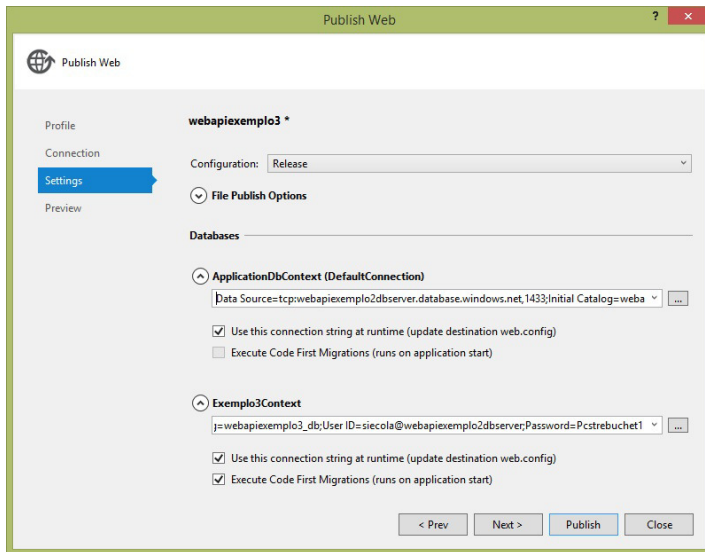 Publish Web
?
Publish Web
Profile
Connection
Settings
Preview
webapiexemplo3 *
Configuration: Release
File Publish Options
Databases
ApplicationDbContext (DefaultConnection)
Data Source=tcp:webapiexemplo2dbserver.database.windows.net,1433;Initial Catalog=weba
...
Use this connection string at runtime (update destination web.config)
Execute Code First Migrations (runs on application start)
Exemplo3Context
=webapiexemplo3_db;User ID=siecola@webapiexemplo2dbserver;Password=Pcstrebuchet1
...
Use this connection string at runtime (update destination web.config)
Execute Code First Migrations (runs on application start)
< Prev
Next >
Publish
Close